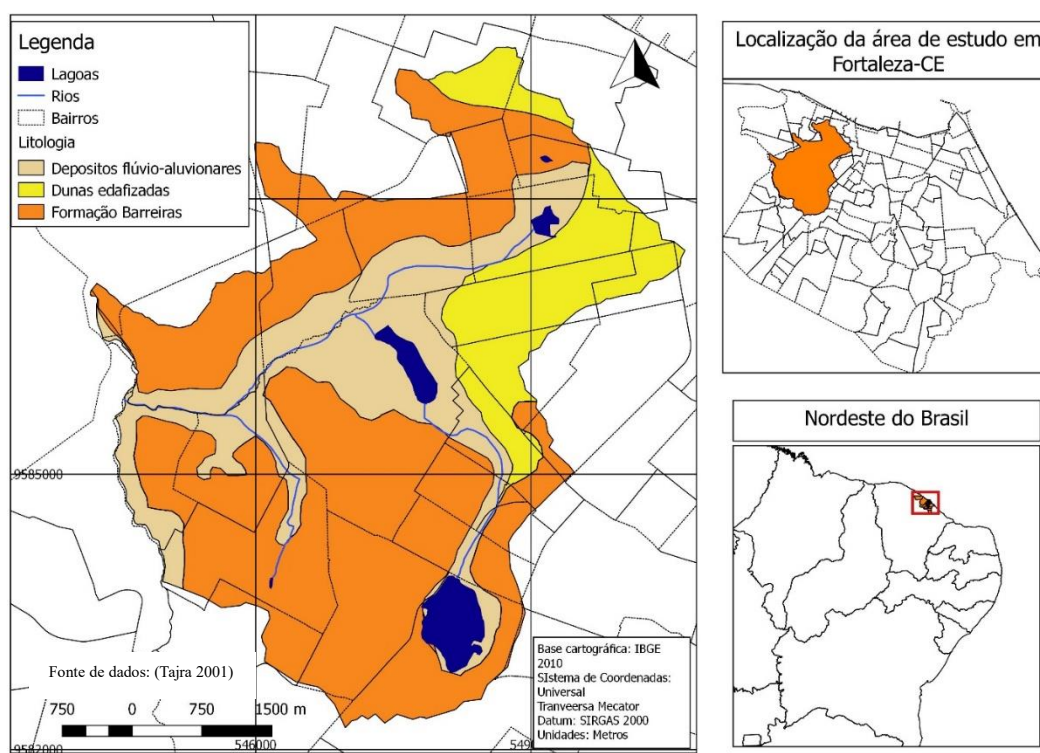 Legenda
Lagoas
Rios
Bairros
Litologia
Depositos flúvio-aluvionares
Dunas edafizadas
Formação Barreiras
9585000
Fonte de dados: (Tajra 2001)
750 0 750 1500 m
9582000
546000
549
Base cartográfica: IBGE
2010
SIstema de Coordenadas:
Universal
Tranveersa Mecator
Datum: SIRGAS 2000
Unidades: Metros
Localização da área de estudo em
Fortaleza-CE
Nordeste do Brasil